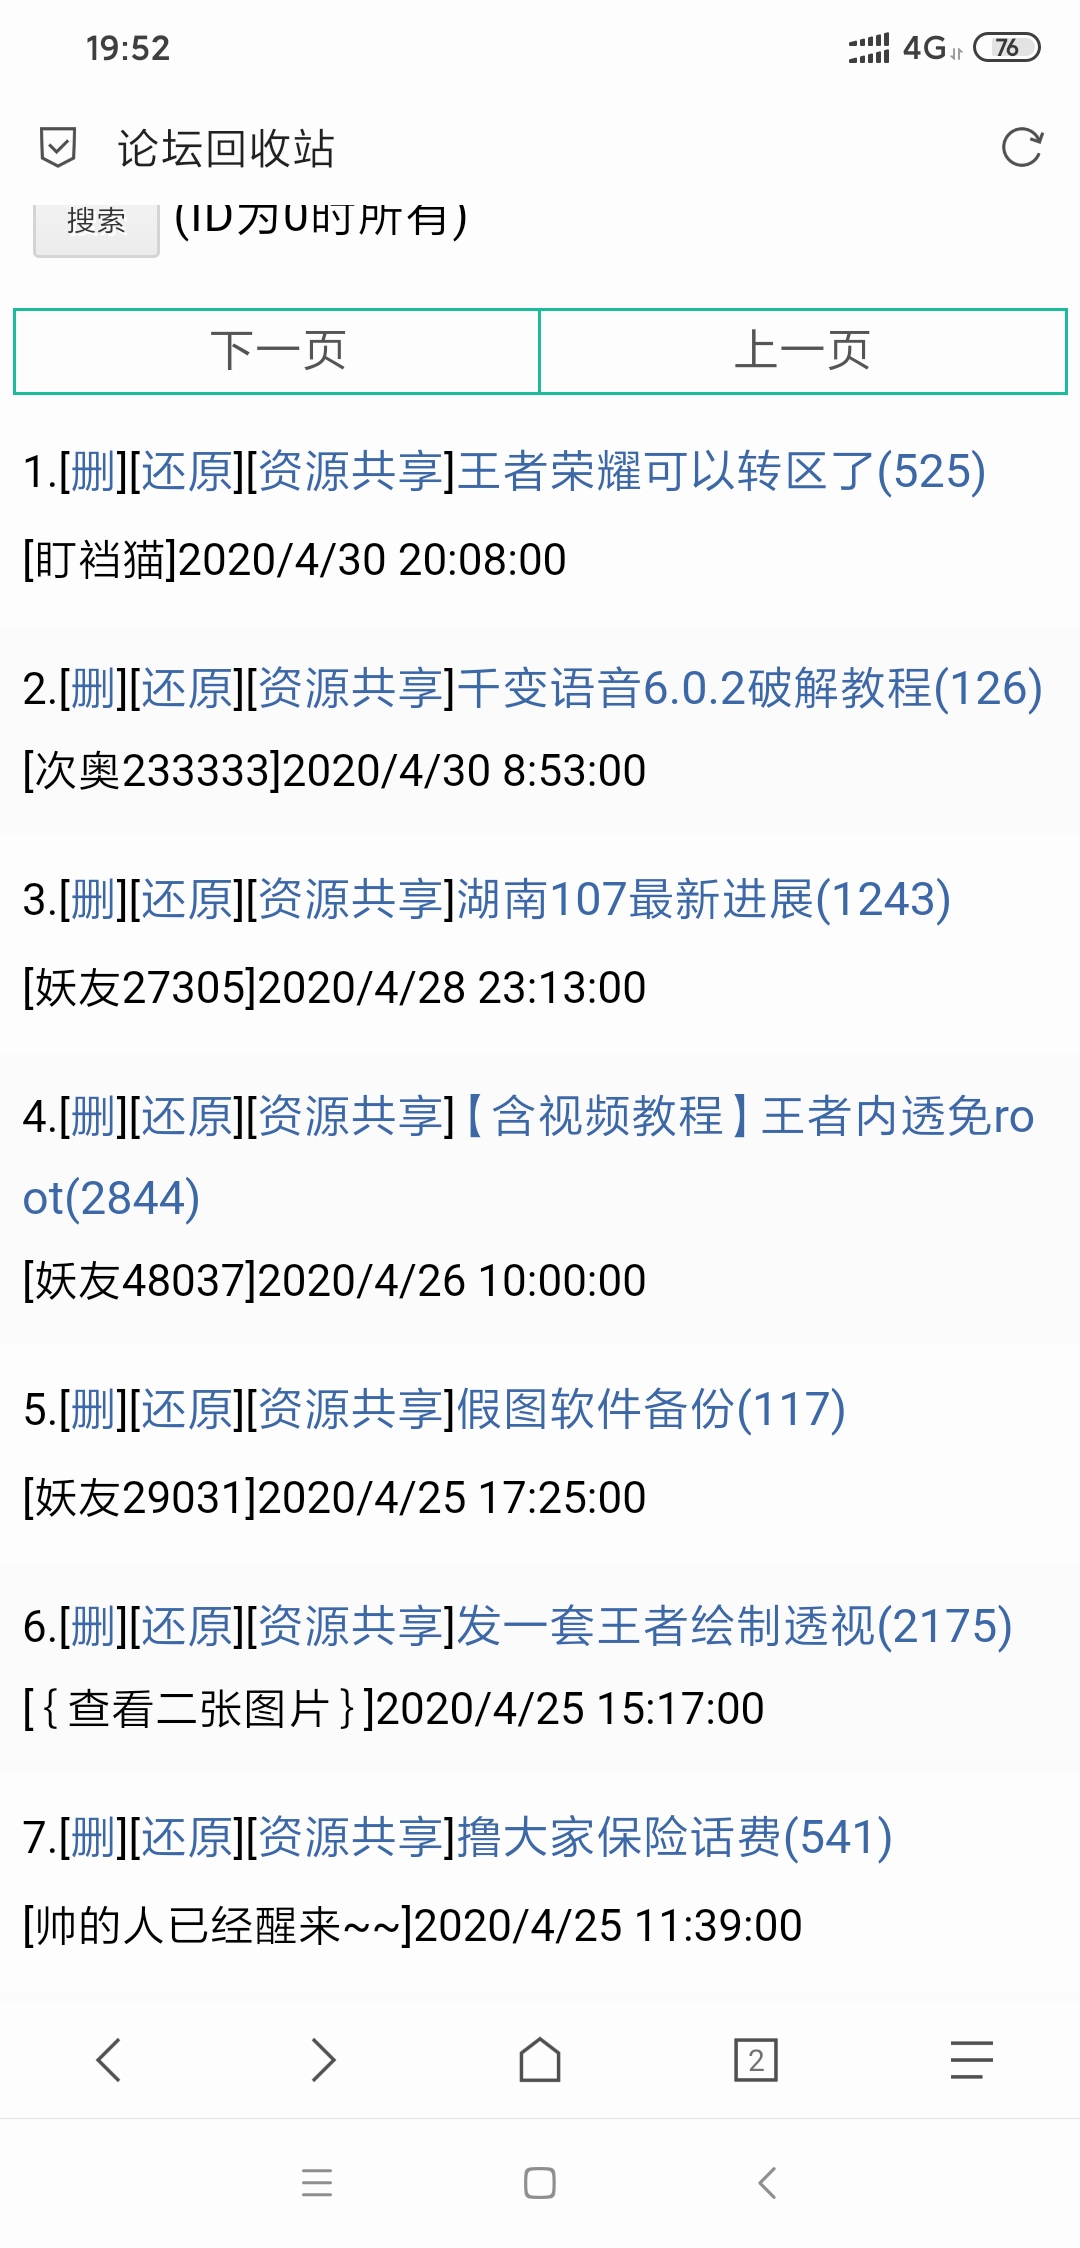 19:52 4G 76
论坛回收站
搜索 (ID为0时所有)
下一页 上一页
1.[删][还原][资源共享]王者荣耀可以转区了(525)
[盯裆猫]2020/4/30 20:08:00
2.[删][还原][资源共享]千变语音6.0.2破解教程(126)
[次奥233333]2020/4/30 8:53:00
3.[删][还原][资源共享]湖南107最新进展(1243)
[妖友27305]2020/4/28 23:13:00
4.[删][还原][资源共享]【含视频教程】王者内透免ro
ot(2844)
[妖友48037]2020/4/26 10:00:00
5.[删][还原][资源共享]假图软件备份(117)
[妖友29031]2020/4/25 17:25:00
6.[删][还原][资源共享]发一套王者绘制透视(2175)
[｛查看二张图片｝]2020/4/25 15:17:00
7.[删][还原][资源共享]撸大家保险话费(541)
[帅的人已经醒来~~]2020/4/25 11:39:00
2